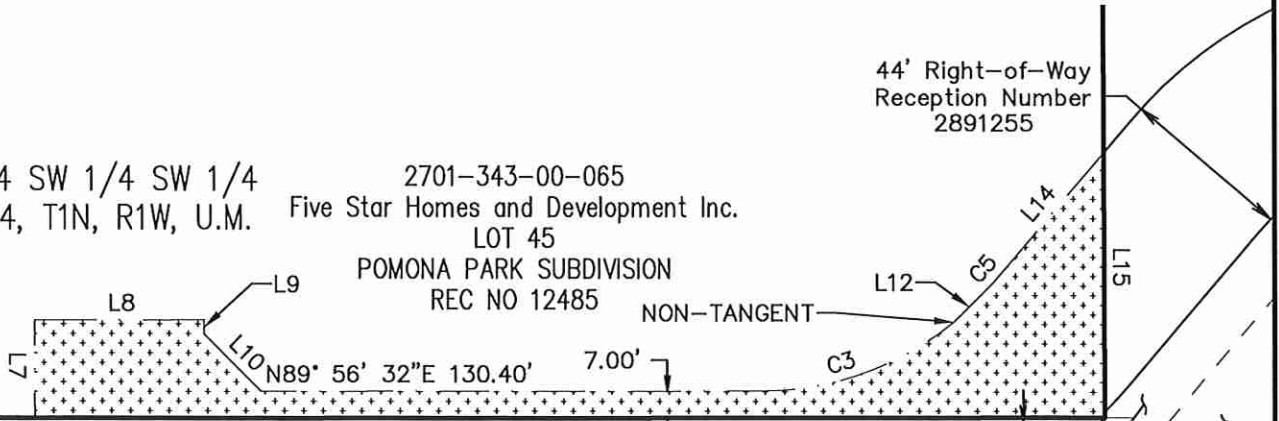 44' Right-of-Way
Reception Number
2891255
4 SW 1/4 SW 1/4
4, T1N, R1W, U.M.
2701-343-00-065
Five Star Homes and Development Inc.
LOT 45
POMONA PARK SUBDIVISION
REC NO 12485
L14
L15
C5
L12
NON-TANGENT
L8
L9
L7
L10
N89° 56' 32"E 130.40'
7.00'
C3